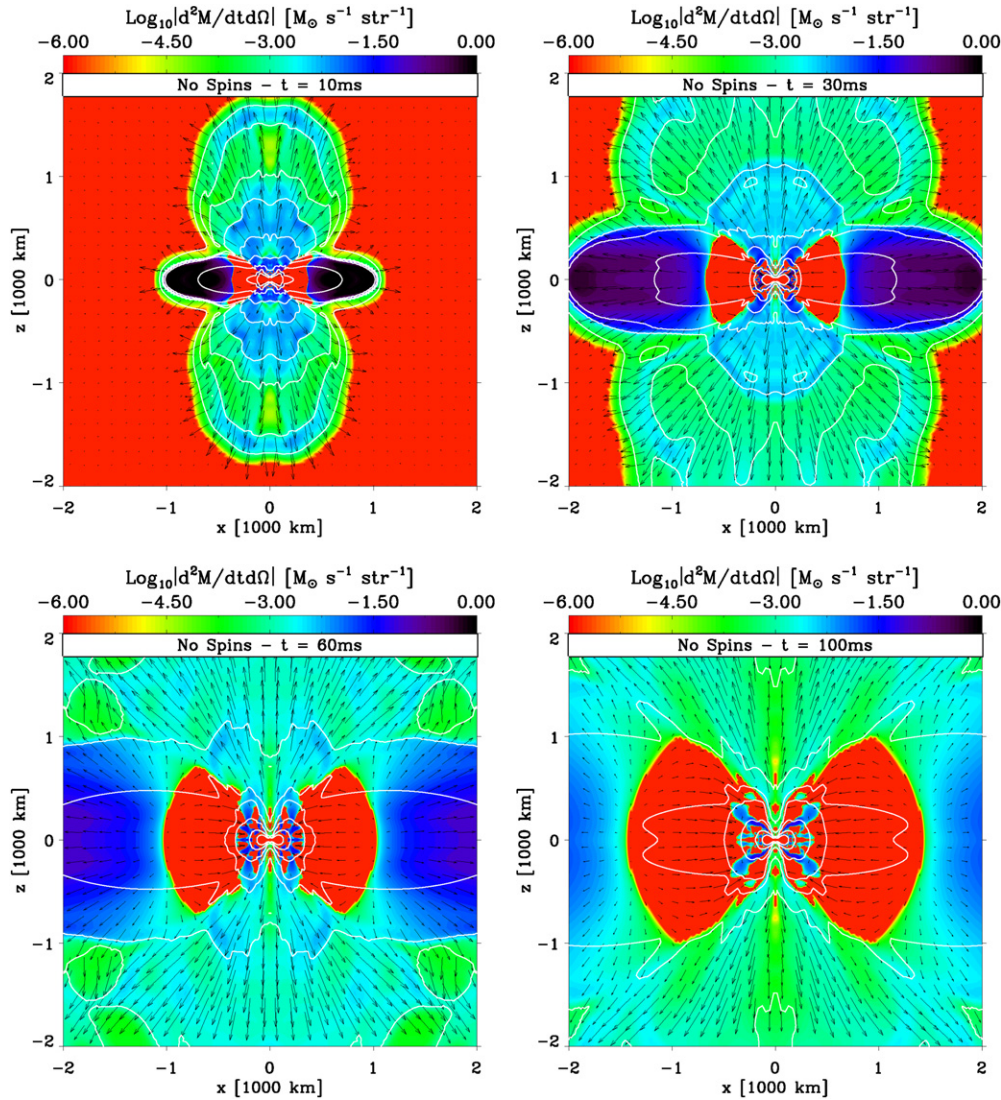 Log₁₀|d²M/dtdΩ| [M⊙ s⁻¹ str⁻¹]
−6.00 −4.50 −3.00 −1.50 0.00
No Spins − t = 10ms
2
1
0
−1
−2
z [1000 km]
−2 −1 0 1 2
x [1000 km]
Log₁₀|d²M/dtdΩ| [M⊙ s⁻¹ str⁻¹]
−6.00 −4.50 −3.00 −1.50 0.00
No Spins − t = 30ms
2
1
0
−1
−2
z [1000 km]
−2 −1 0 1 2
x [1000 km]
Log₁₀|d²M/dtdΩ| [M⊙ s⁻¹ str⁻¹]
−6.00 −4.50 −3.00 −1.50 0.00
No Spins − t = 60ms
2
1
0
−1
−2
z [1000 km]
−2 −1 0 1 2
x [1000 km]
Log₁₀|d²M/dtdΩ| [M⊙ s⁻¹ str⁻¹]
−6.00 −4.50 −3.00 −1.50 0.00
No Spins − t = 100ms
2
1
0
−1
−2
z [1000 km]
−2 −1 0 1 2
x [1000 km]